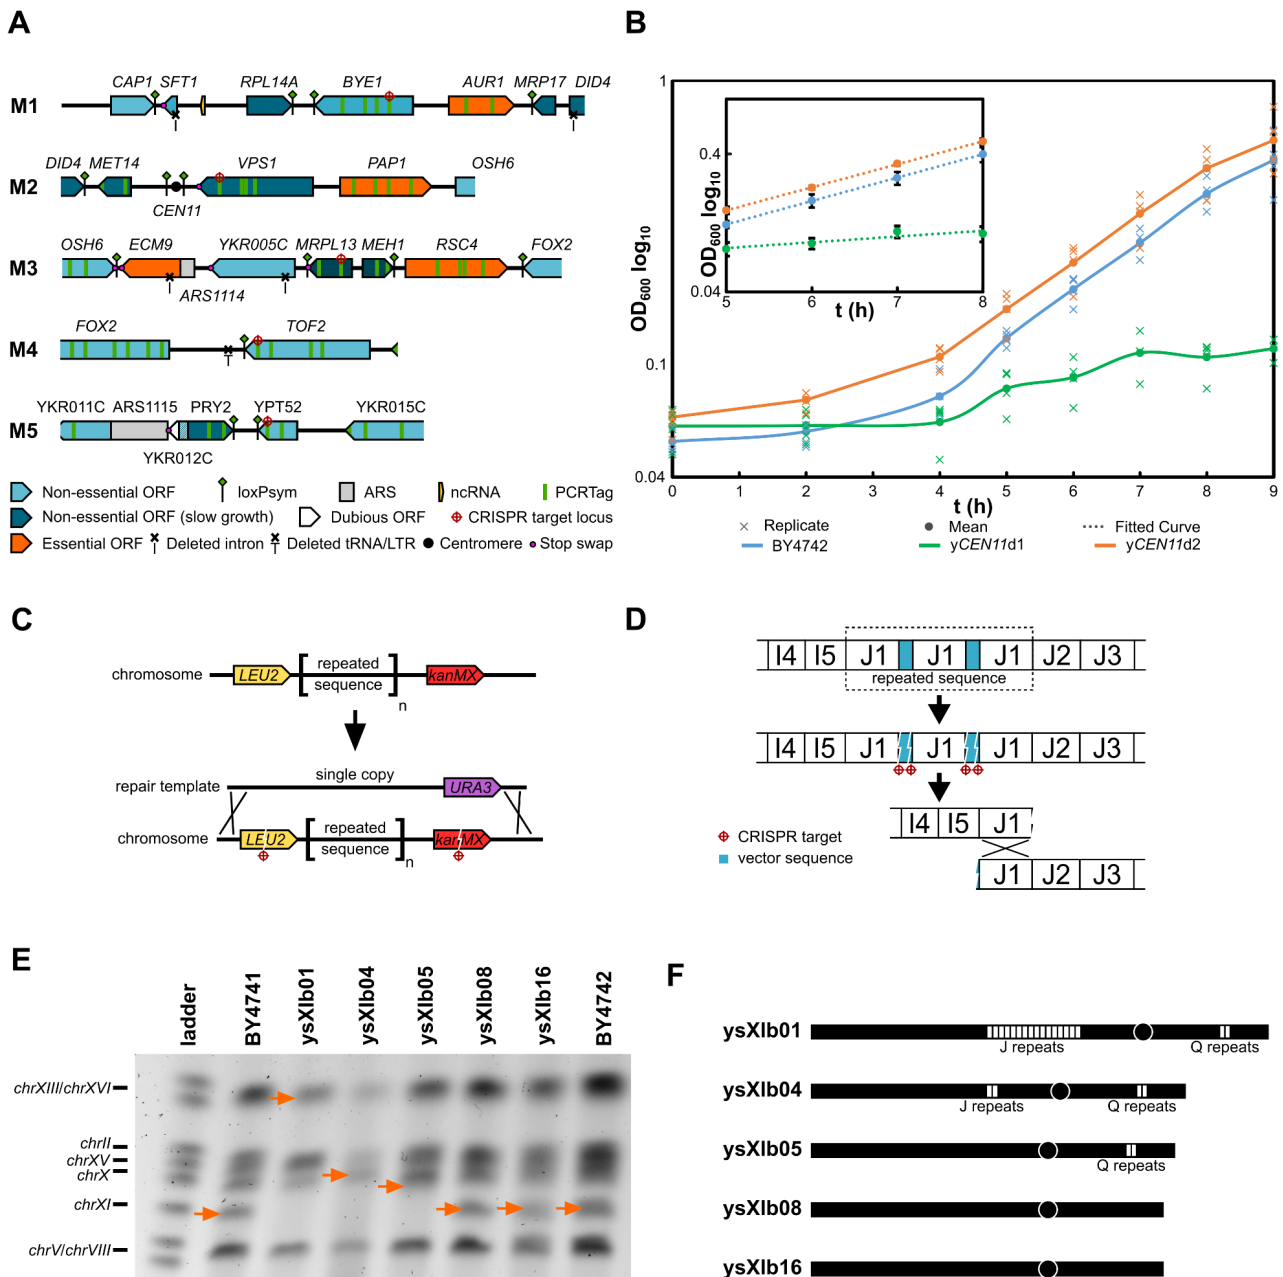 A
CAP1 SFT1 RPL14A BYE1 AUR1 MRP17 DID4
M1
DID4 MET14 VPS1 PAP1 OSH6
M2
CEN11
OSH6 ECM9 YKR005C MRPL13 MEH1 RSC4 FOX2
M3
ARS1114
FOX2 TOF2
M4
YKR011C ARS1115 PRY2 YPT52 YKR015C
M5
YKR012C
Non-essential ORF loxPsym ARS ncRNA PCRTag
Non-essential ORF (slow growth) Dubious ORF CRISPR target locus
Essential ORF Deleted intron Deleted tRNA/LTR Centromere Stop swap
B
1
0.4
OD600 log10
0.04
5 6 7 8
t (h)
OD600 log10
0.1
0.04
0 1 2 3 4 5 6 7 8 9
t (h)
Replicate Mean Fitted Curve
BY4742 yCEN11d1 yCEN11d2
C
chromosome LEU2 repeated sequence n kanMX
single copy
repair template URA3
chromosome LEU2 repeated sequence n kanMX
D
I4 I5 J1 J1 J1 J2 J3
repeated sequence
I4 I5 J1 J1 J1 J2 J3
I4 I5 J1
CRISPR target
vector sequence
J1 J2 J3
E
ladder BY4741 ysXIb01 ysXIb04 ysXIb05 ysXIb08 ysXIb16 BY4742
chrXIII/chrXVI
chrII
chrXV
chrX
chrXI
chrV/chrVIII
F
ysXIb01
J repeats Q repeats
ysXIb04
J repeats Q repeats
ysXIb05
Q repeats
ysXIb08
ysXIb16